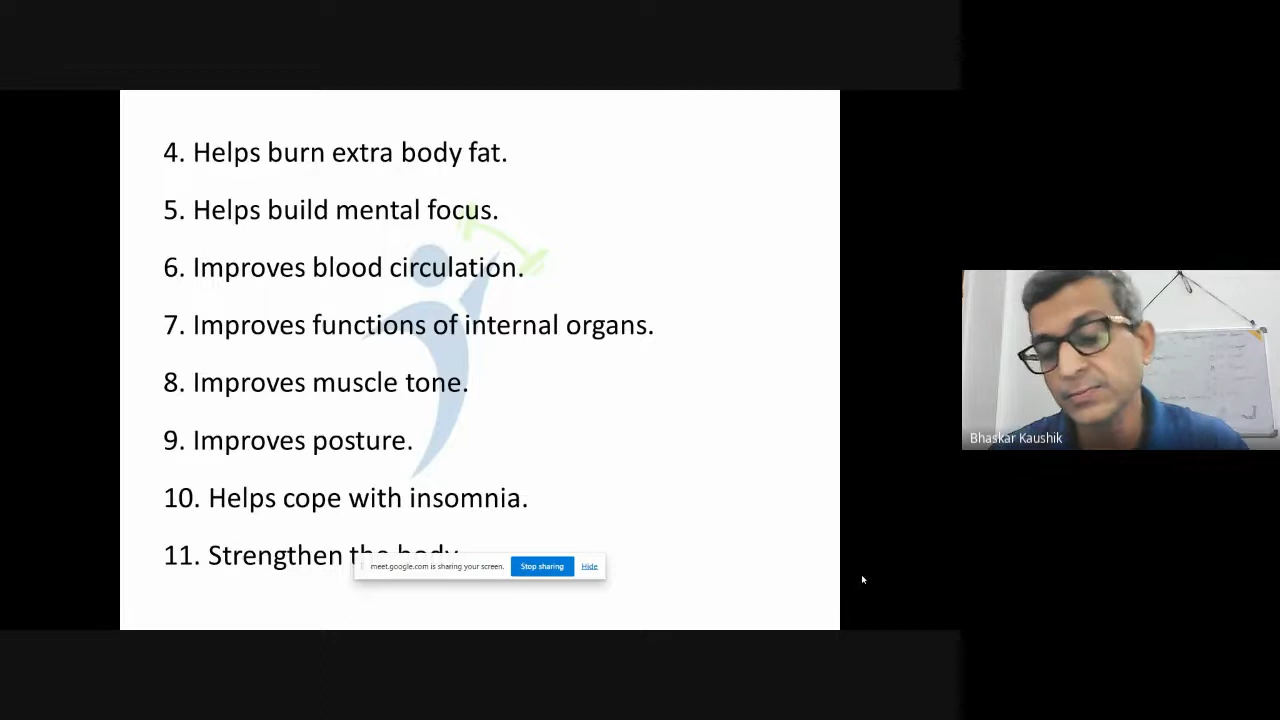 4. Helps burn extra body fat.
5. Helps build mental focus.
6. Improves blood circulation.
7. Improves functions of internal organs.
8. Improves muscle tone.
9. Improves posture.
10. Helps cope with insomnia.
11. Strengthen the body
meet.google.com is sharing your screen. Stop sharing Hide
Bhaskar Kaushik